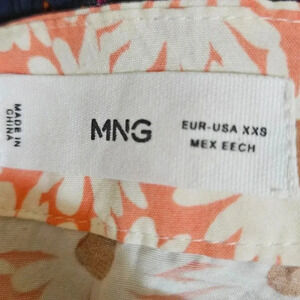 MADE IN
CHINA
MNG
EUR-USA XXS
MEX EECH